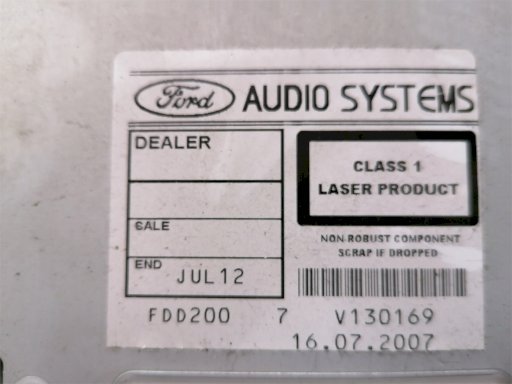 Ford AUDIO SYSTEMS
DEALER
CLASS 1
LASER PRODUCT
SALE
NON-ROBUST COMPONENT
SCRAP IF DROPPED
END JUL12
FDD200 7 V130169
16.07.2007